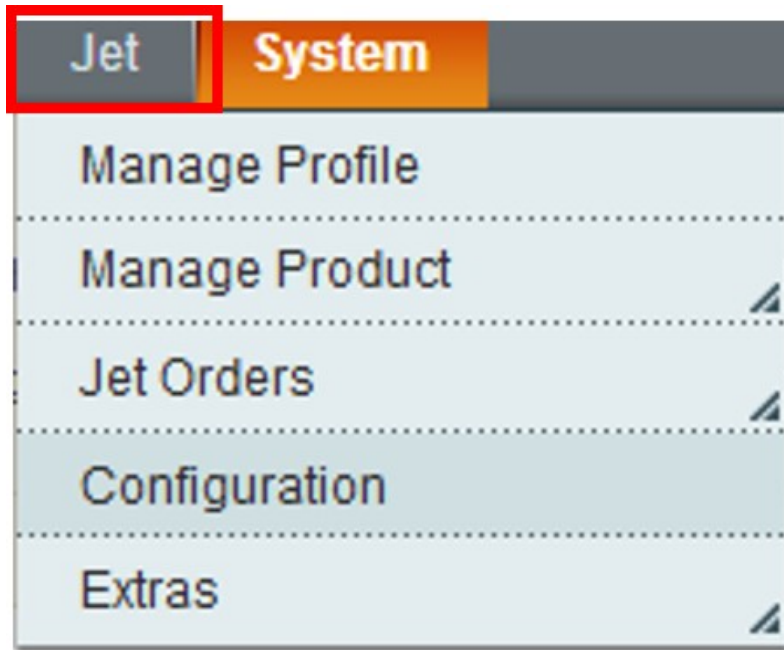 Jet System
Manage Profile
Manage Product
Jet Orders
Configuration
Extras